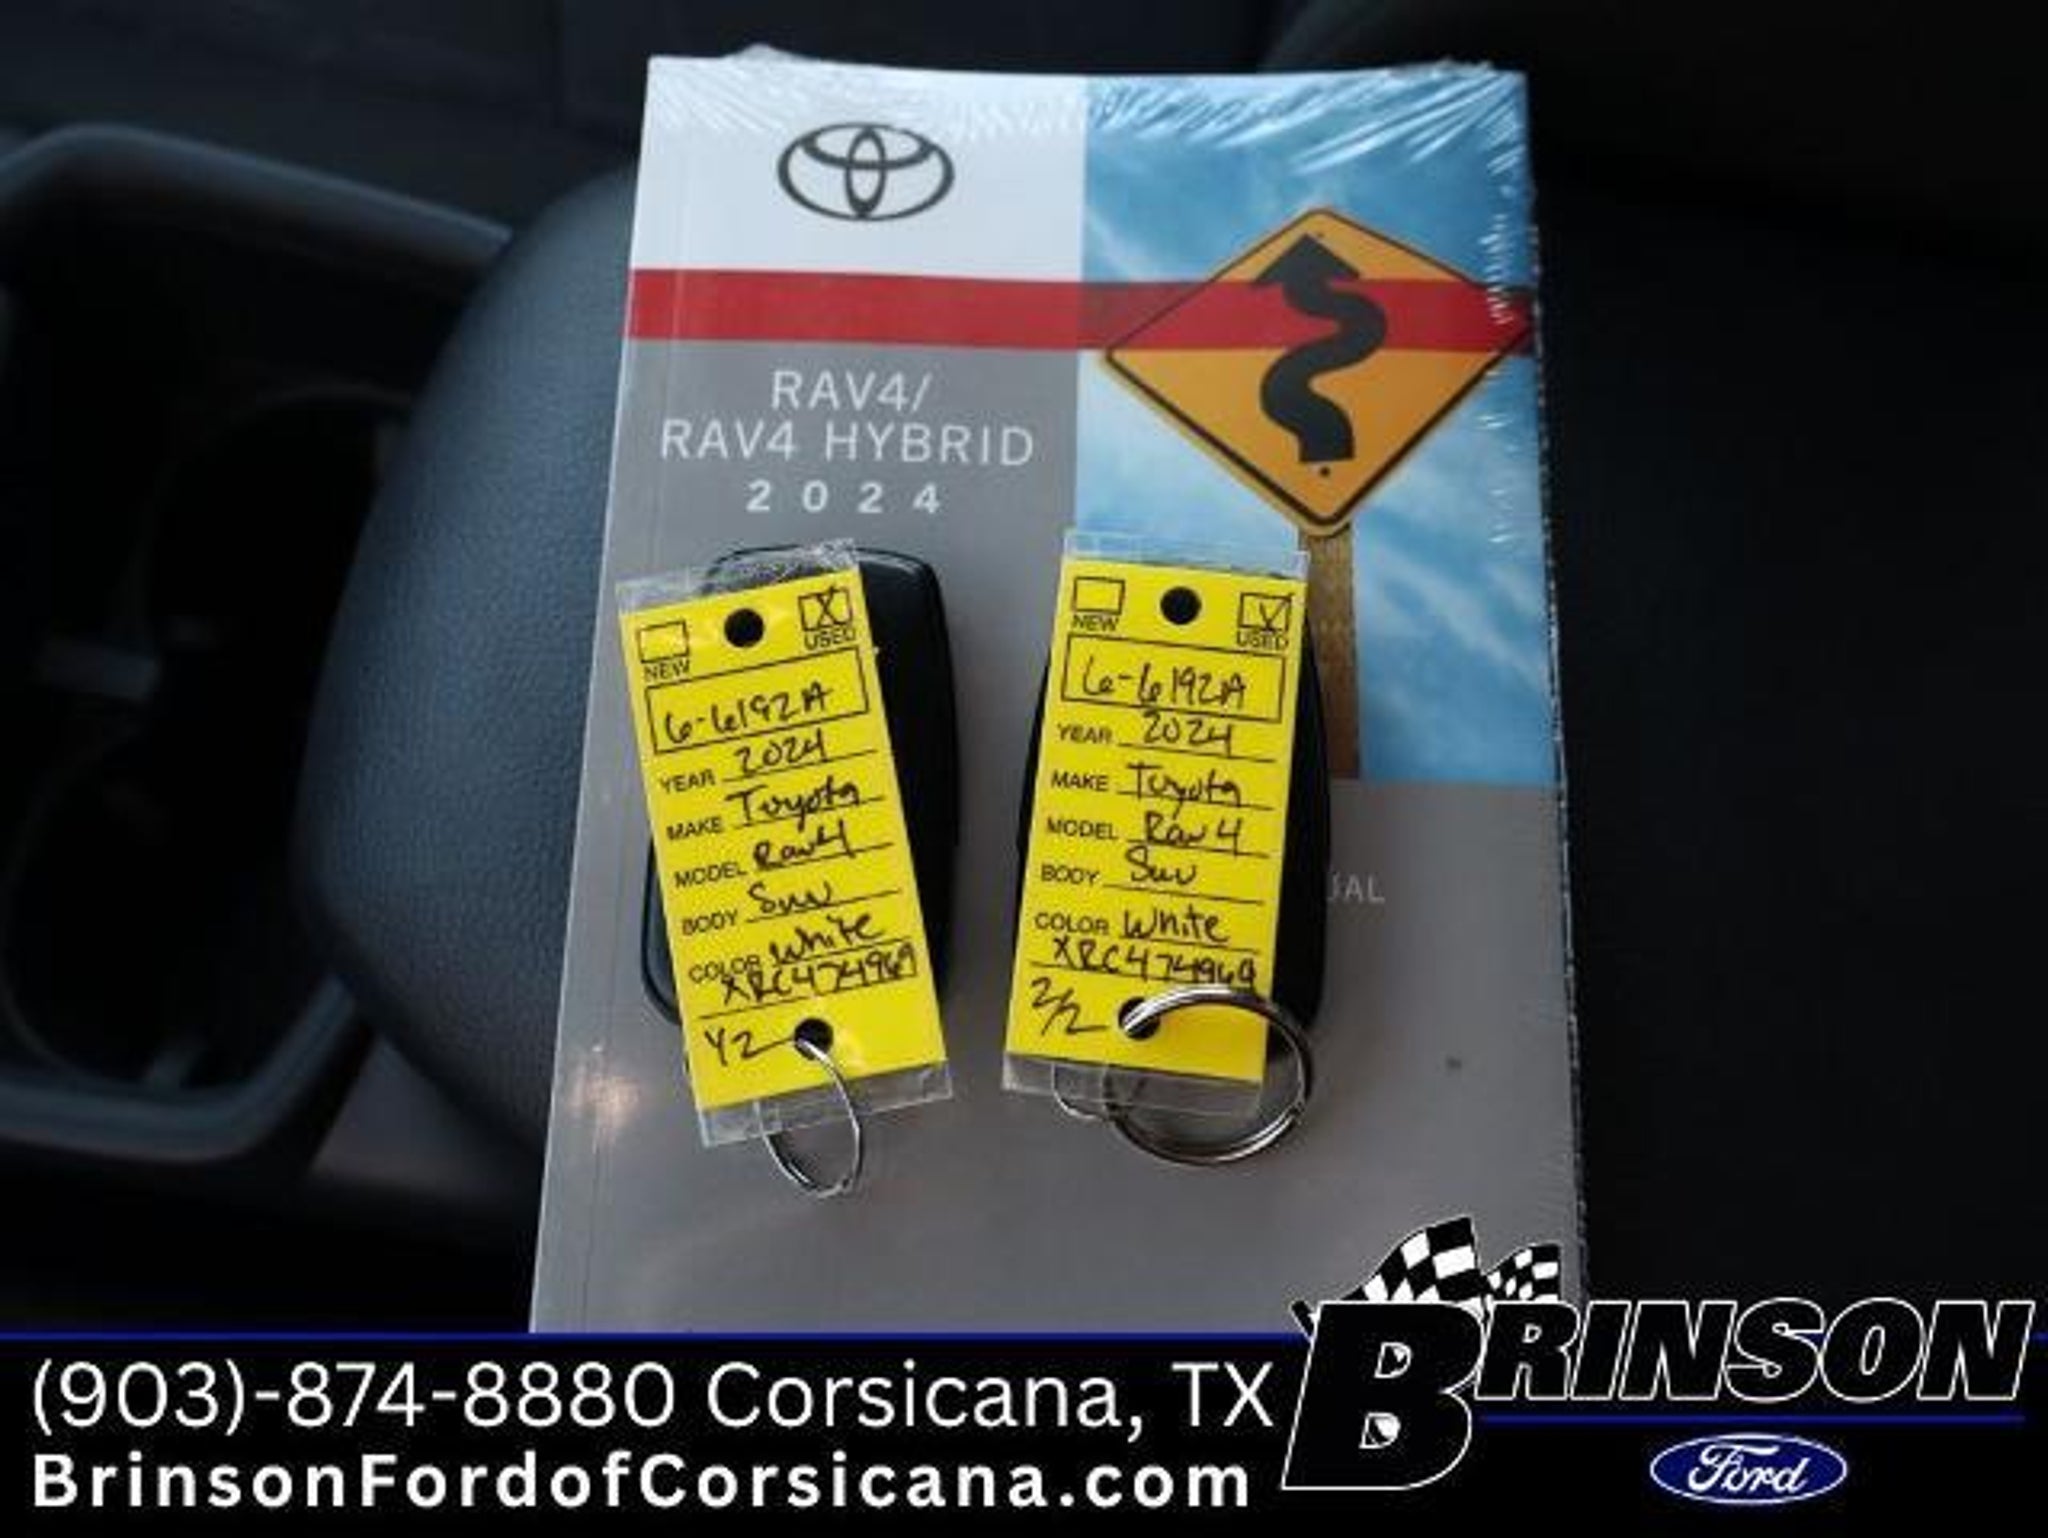 RAV4/
RAV4 HYBRID
2024
NEW
USED
6-6192A
YEAR 2024
MAKE Toyota
MODEL Rav4
BODY Suv
COLOR White
XRC474969
1/2
NEW
USED
6-6192A
YEAR 2024
MAKE Toyota
MODEL Rav4
BODY Suv
COLOR White
XRC474969
2/2
(903)-874-8880 Corsicana, TX
BrinsonFordofCorsicana.com
BRINSON
Ford